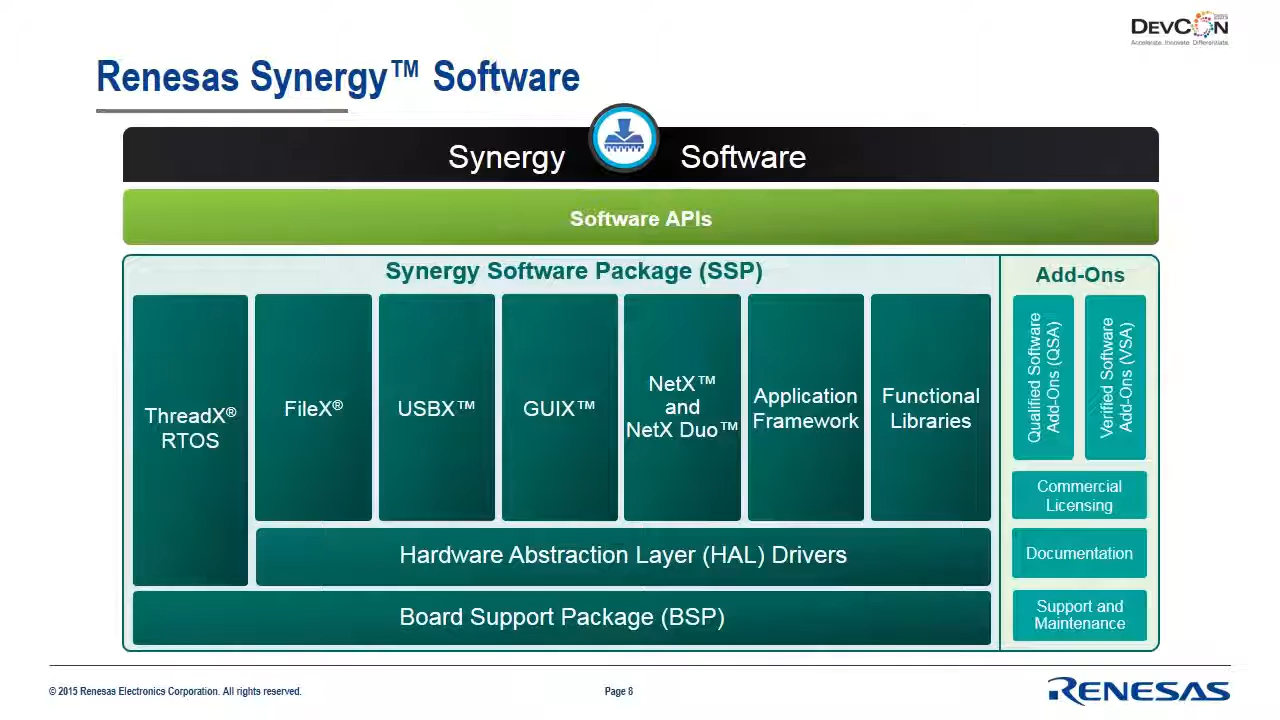 DEVCON
Accelerate. Innovate. Differentiate.
Renesas Synergy™ Software
Synergy Software
Software APIs
Synergy Software Package (SSP)
ThreadX®
RTOS
FileX®
USBX™
GUIX™
NetX™
and
NetX Duo™
Application
Framework
Functional
Libraries
Hardware Abstraction Layer (HAL) Drivers
Board Support Package (BSP)
Add-Ons
Qualified Software
Add-Ons (QSA)
Verified Software
Add-Ons (VSA)
Commercial
Licensing
Documentation
Support and
Maintenance
© 2015 Renesas Electronics Corporation. All rights reserved.
Page 8
RENESAS